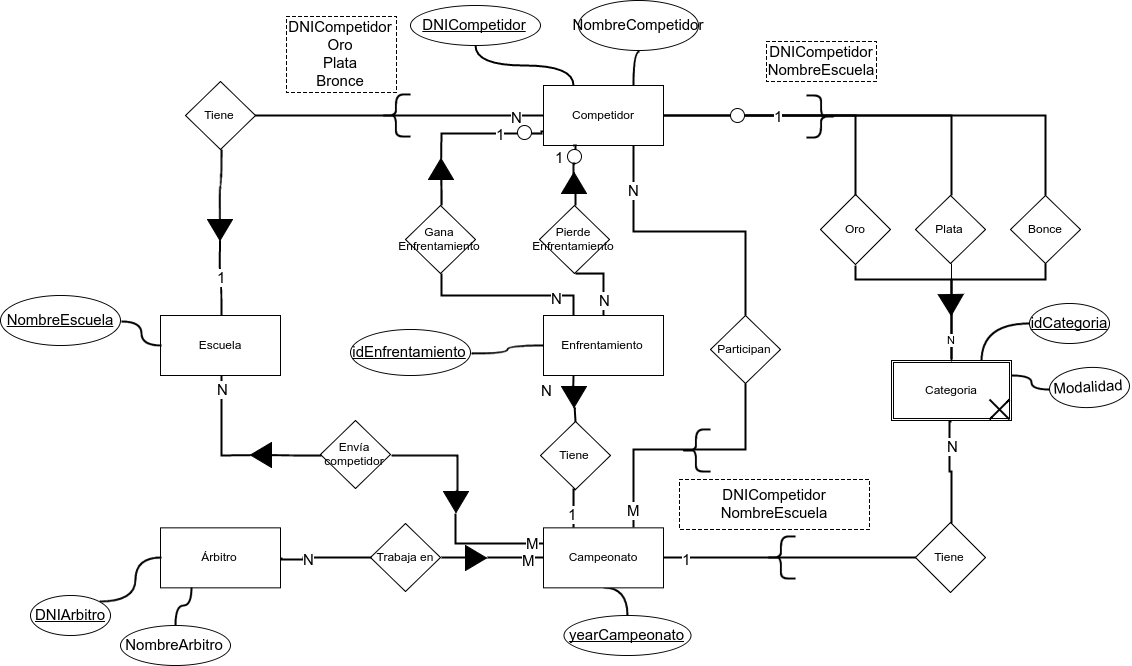 DNICompetidor
Oro
Plata
Bronce
DNICompetidor
NombreCompetidor
DNICompetidor
NombreEscuela
Tiene
N
Competidor
1
1
1
N
Gana
Enfrentamiento
Pierde
Enfrentamiento
Oro
Plata
Bonce
1
N
N
NombreEscuela
Escuela
idEnfrentamiento
Enfrentamiento
Participan
N
idCategoria
Categoria
Modalidad
N
N
N
Envía
competidor
Tiene
DNICompetidor
NombreEscuela
1
M
M
Árbitro
N
Trabaja en
M
Campeonato
1
Tiene
DNIArbitro
NombreArbitro
yearCampeonato